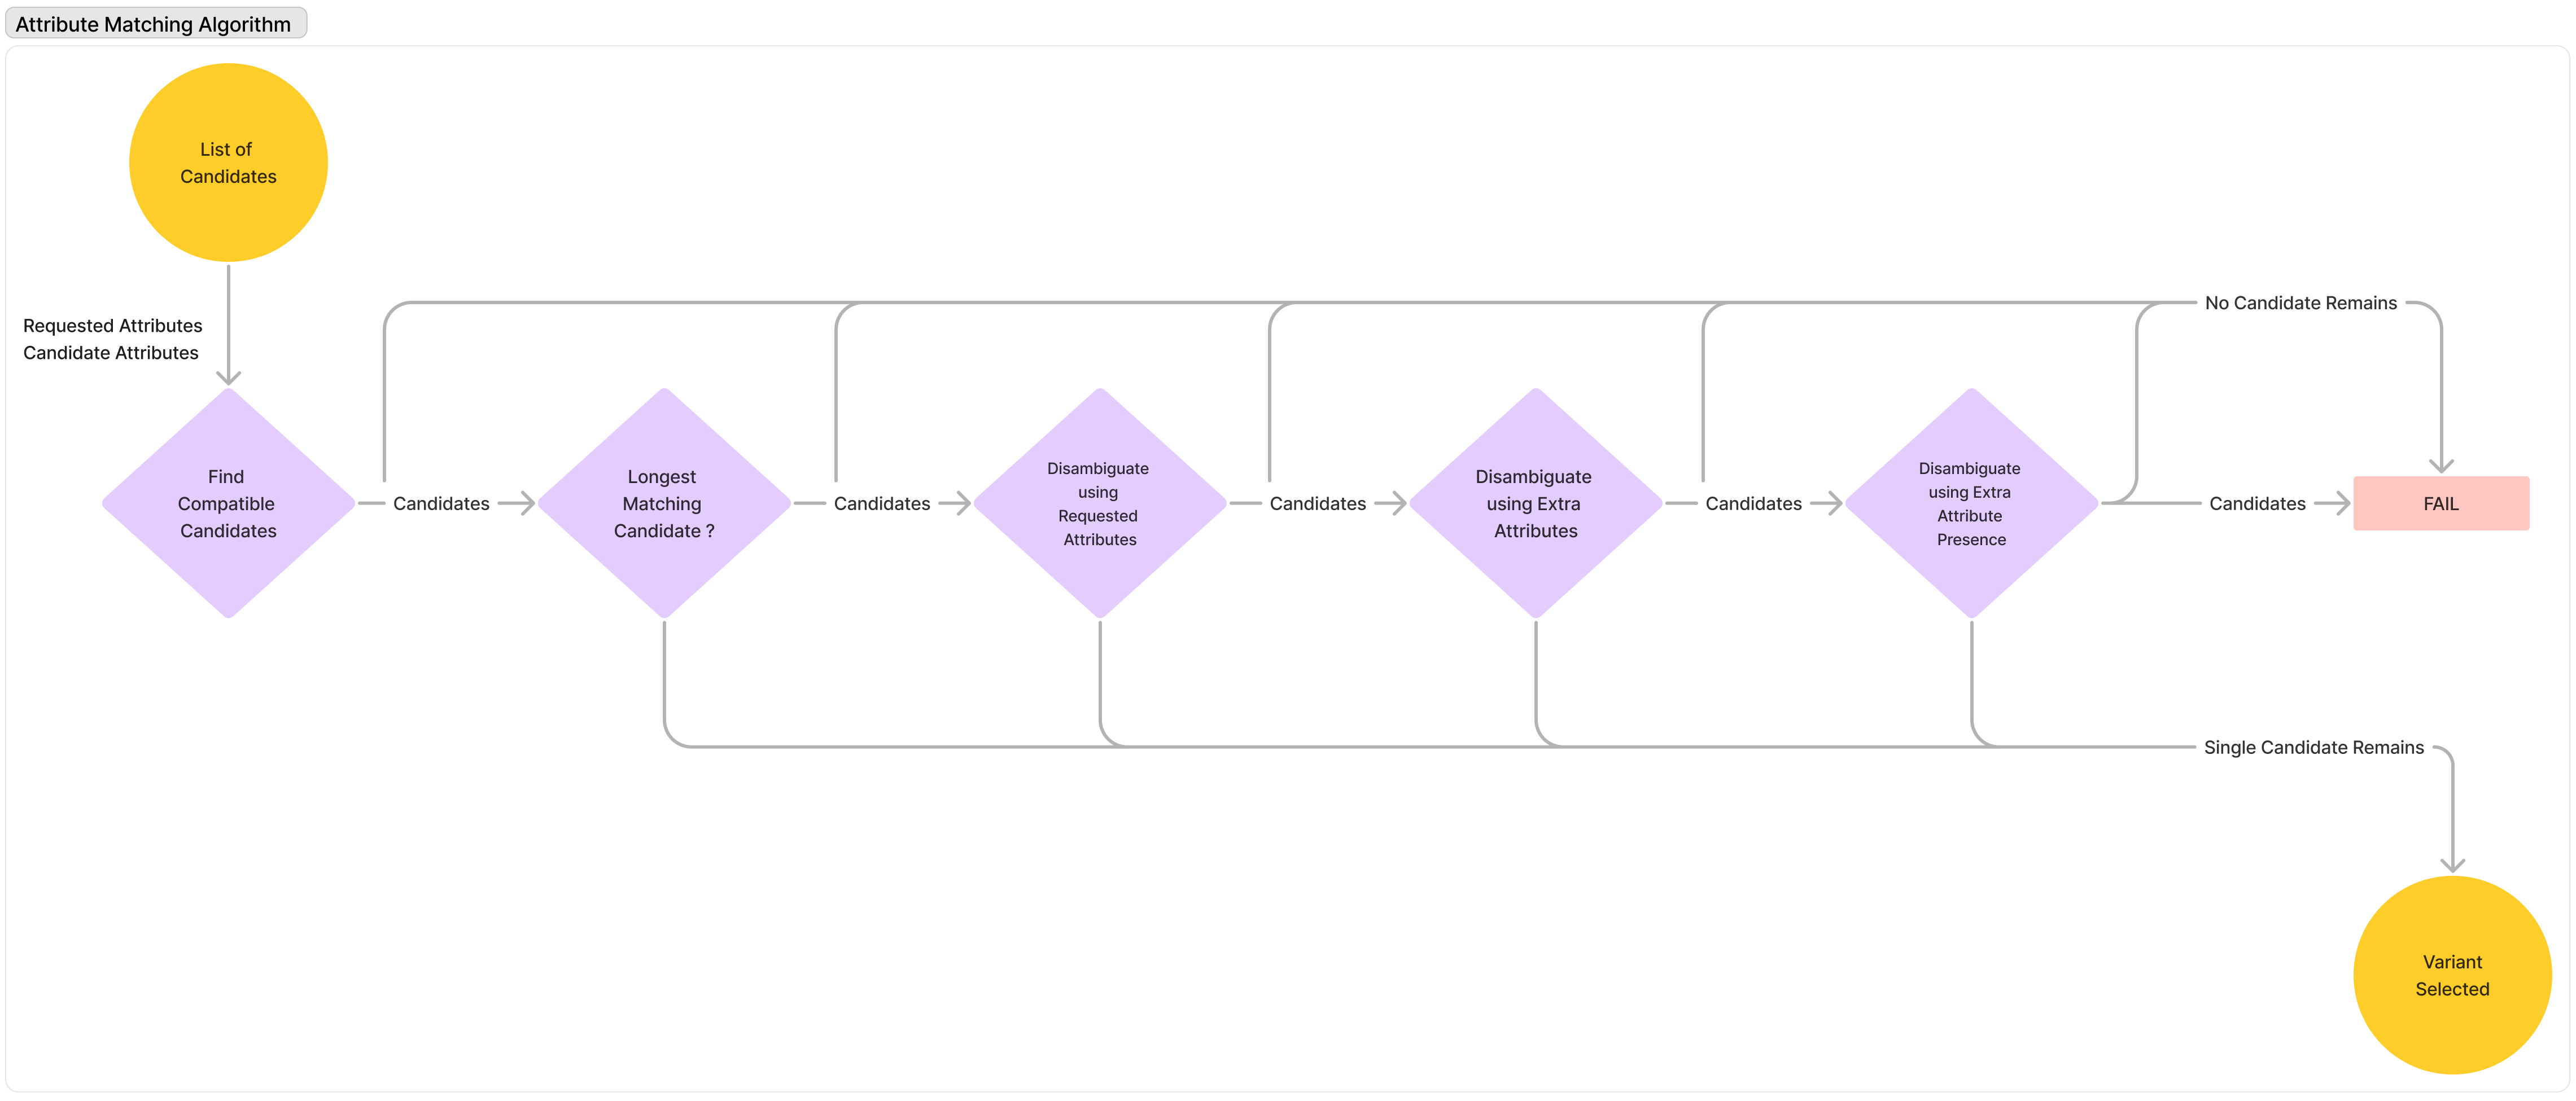 Attribute Matching Algorithm
List of
Candidates
Requested Attributes
Candidate Attributes
No Candidate Remains
Find
Compatible
Candidates
Candidates
Longest
Matching
Candidate ?
Candidates
Disambiguate
using
Requested
Attributes
Candidates
Disambiguate
using Extra
Attributes
Candidates
Disambiguate
using Extra
Attribute
Presence
Candidates
FAIL
Single Candidate Remains
Variant
Selected